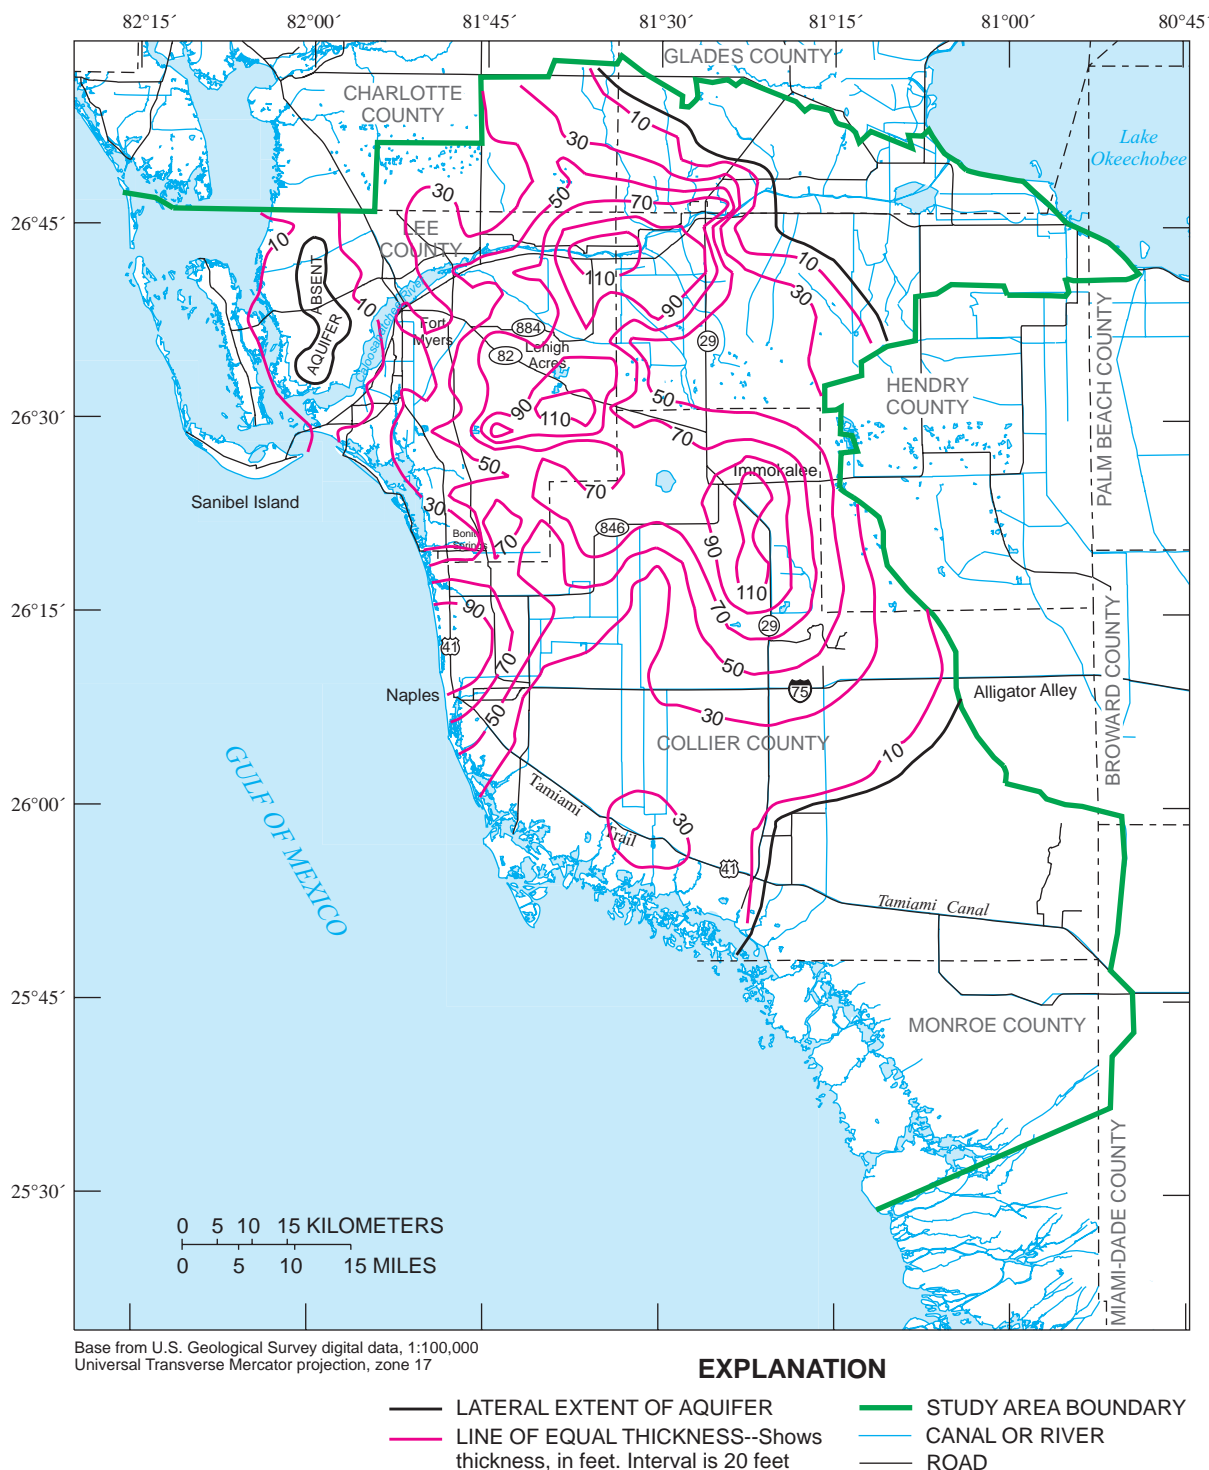 82°15´ 82°00´ 81°45´ 81°30´ 81°15´ 81°00´ 80°45´
GLADES COUNTY
CHARLOTTE
COUNTY
Lake
Okeechobee
10
30
30
50
70
26°45´
10
LEE
COUNTY
110
10
ABSENT
AQUIFER
10
30
90
Caloosahatchee River
Fort
Myers
884
Lehigh
Acres
82
29
HENDRY
COUNTY
PALM BEACH COUNTY
50
90
110
26°30´
70
50
Immokalee
Sanibel Island
70
30
846
Bonita
Springs
70
90
26°15´
90
110
70
29
41
70
50
Naples
75
Alligator Alley
BROWARD COUNTY
50
30
COLLIER COUNTY
10
GULF OF MEXICO
26°00´
Tamiami
Trail
30
41
Tamiami Canal
25°45´
MONROE COUNTY
MIAMI-DADE COUNTY
25°30´
0 5 10 15 KILOMETERS
0 5 10 15 MILES
Base from U.S. Geological Survey digital data, 1:100,000
Universal Transverse Mercator projection, zone 17
EXPLANATION
LATERAL EXTENT OF AQUIFER
LINE OF EQUAL THICKNESS--Shows
thickness, in feet. Interval is 20 feet
STUDY AREA BOUNDARY
CANAL OR RIVER
ROAD